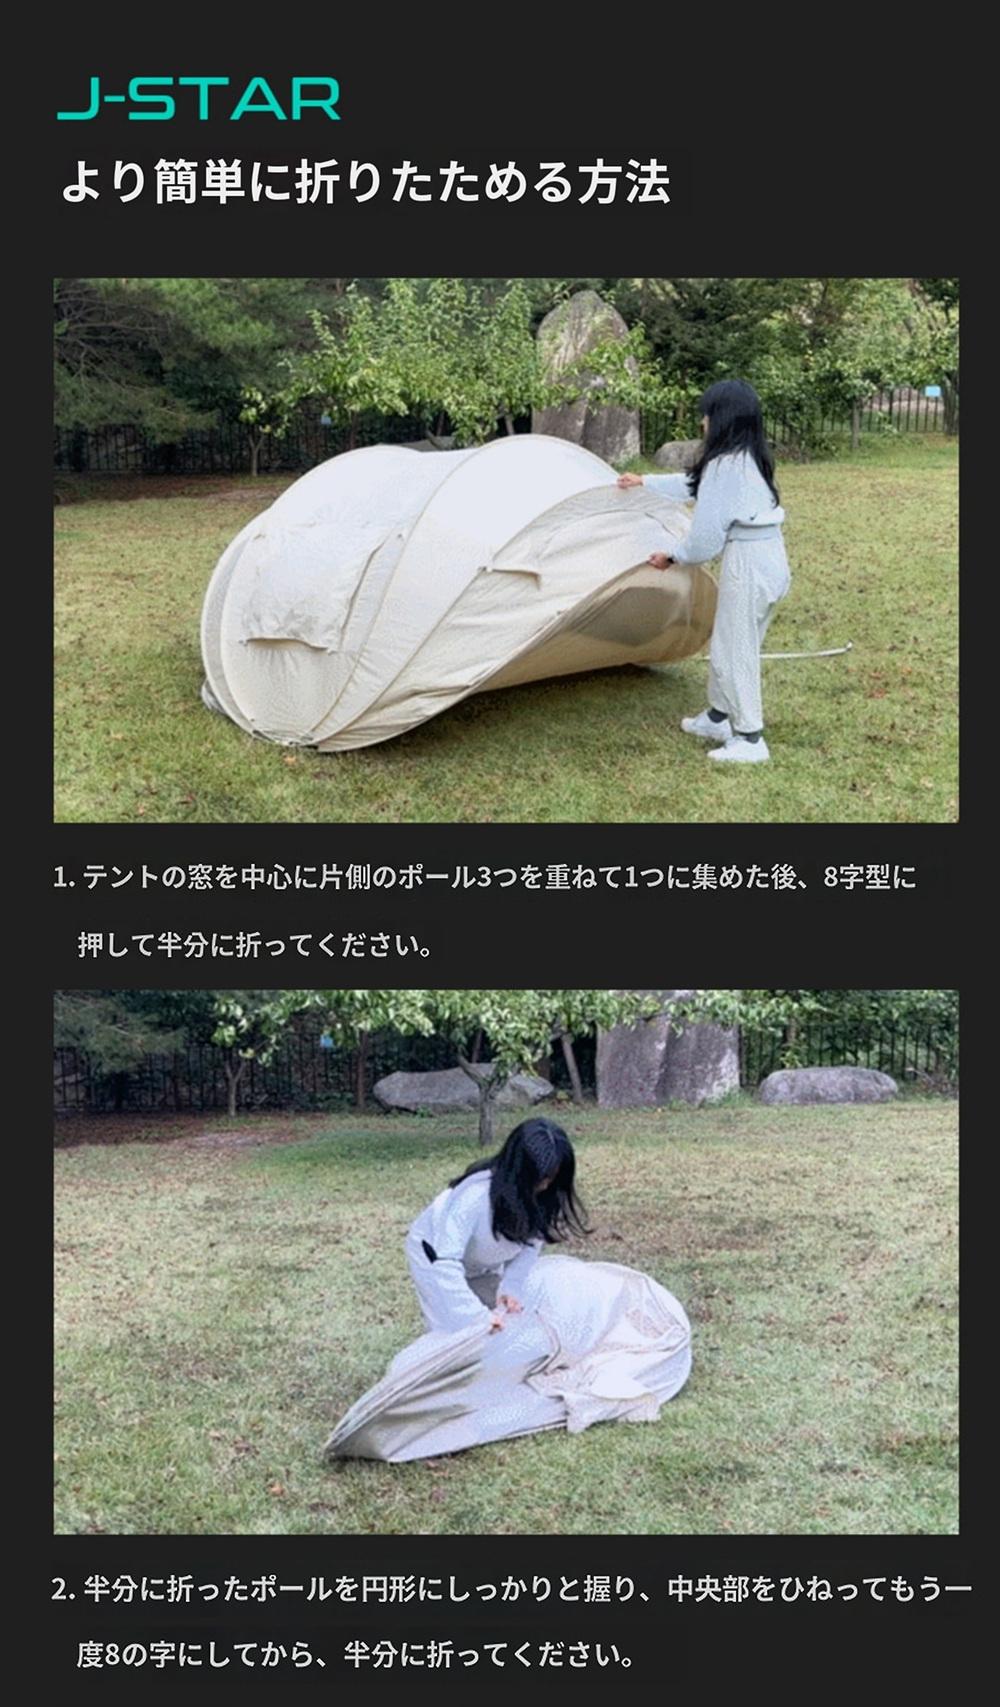 J-STAR
より簡単に折りたためる方法
1. テントの窓を中心に片側のポール3つを重ねて1つに集めた後、8字型に
押して半分に折ってください。
2. 半分に折ったポールを円形にしっかりと握り、中央部をひねってもう一
度8の字にしてから、半分に折ってください。